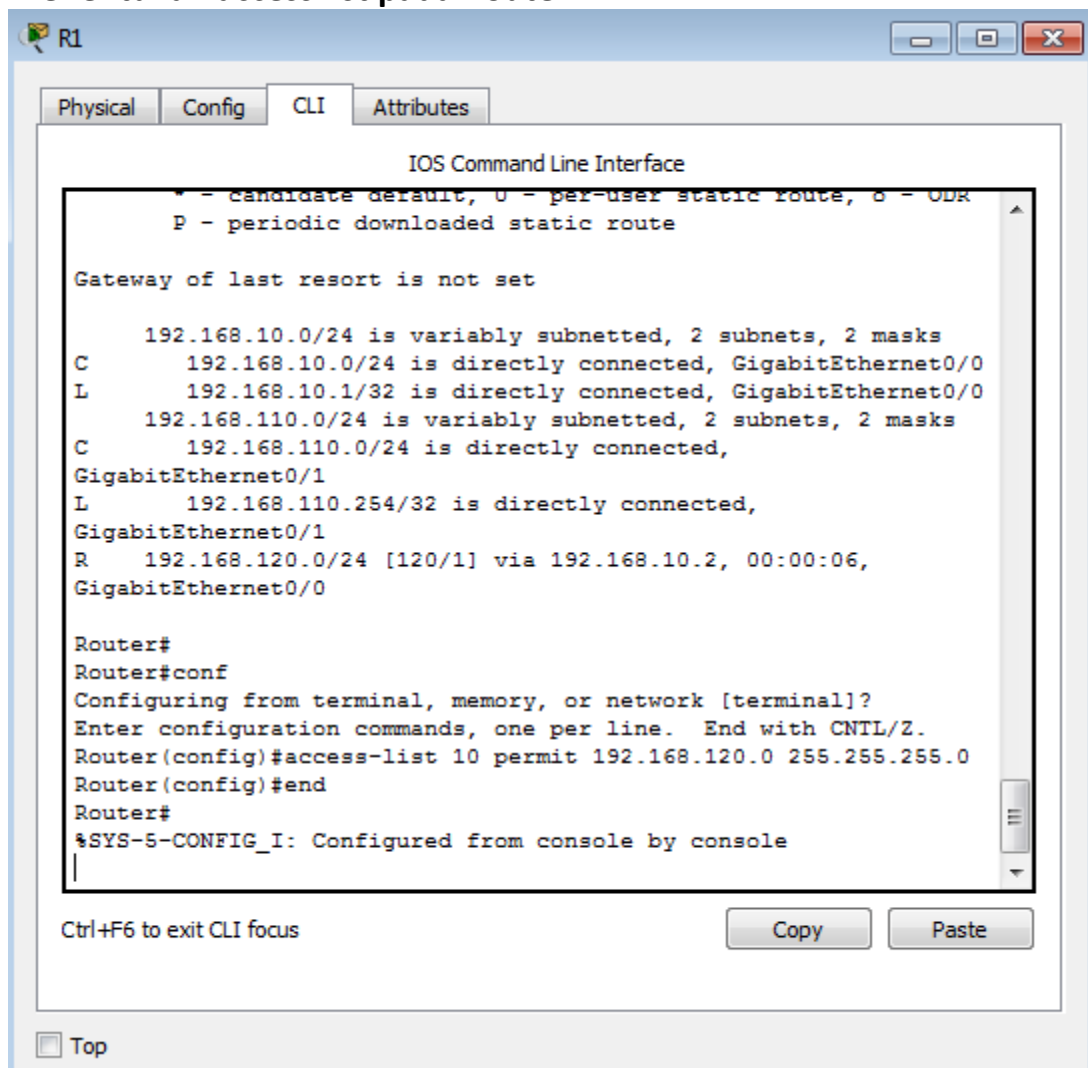 R1
Physical Config CLI Attributes
IOS Command Line Interface
* - candidate default, U - per-user static route, o - ODR
P - periodic downloaded static route
Gateway of last resort is not set
192.168.10.0/24 is variably subnetted, 2 subnets, 2 masks
C 192.168.10.0/24 is directly connected, GigabitEthernet0/0
L 192.168.10.1/32 is directly connected, GigabitEthernet0/0
192.168.110.0/24 is variably subnetted, 2 subnets, 2 masks
C 192.168.110.0/24 is directly connected,
GigabitEthernet0/1
L 192.168.110.254/32 is directly connected,
GigabitEthernet0/1
R 192.168.120.0/24 [120/1] via 192.168.10.2, 00:00:06,
GigabitEthernet0/0
Router#
Router#conf
Configuring from terminal, memory, or network [terminal]?
Enter configuration commands, one per line. End with CNTL/Z.
Router(config)#access-list 10 permit 192.168.120.0 255.255.255.0
Router(config)#end
Router#
%SYS-5-CONFIG_I: Configured from console by console
Ctrl+F6 to exit CLI focus
Copy Paste
Top